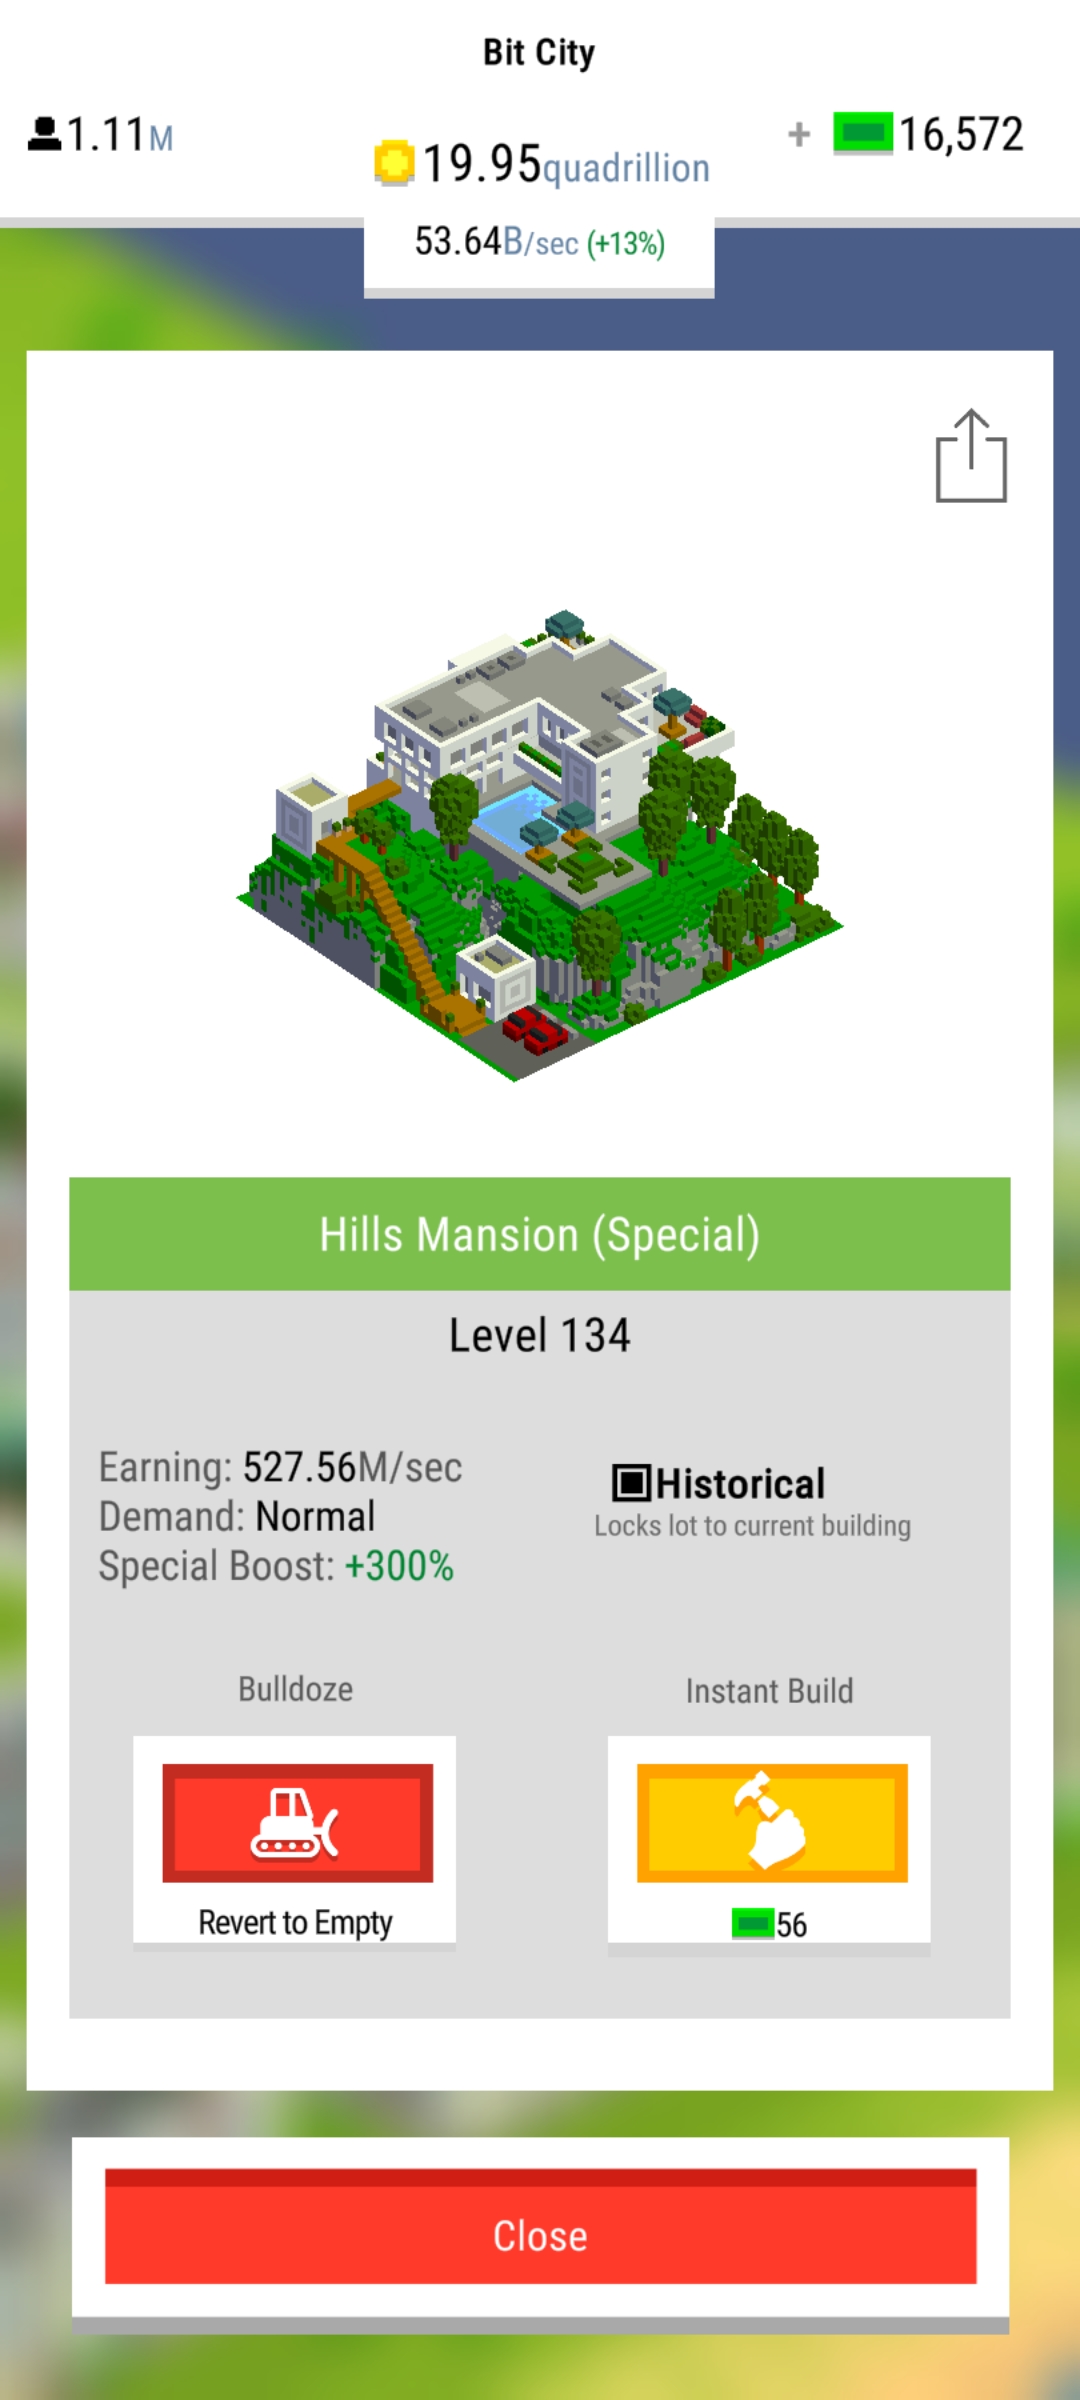 Bit City
1.11M
19.95quadrillion
+ 16,572
53.64B/sec (+13%)
Hills Mansion (Special)
Level 134
Earning: 527.56M/sec
Demand: Normal
Special Boost: +300%
Historical
Locks lot to current building
Bulldoze
Instant Build
Revert to Empty
56
Close